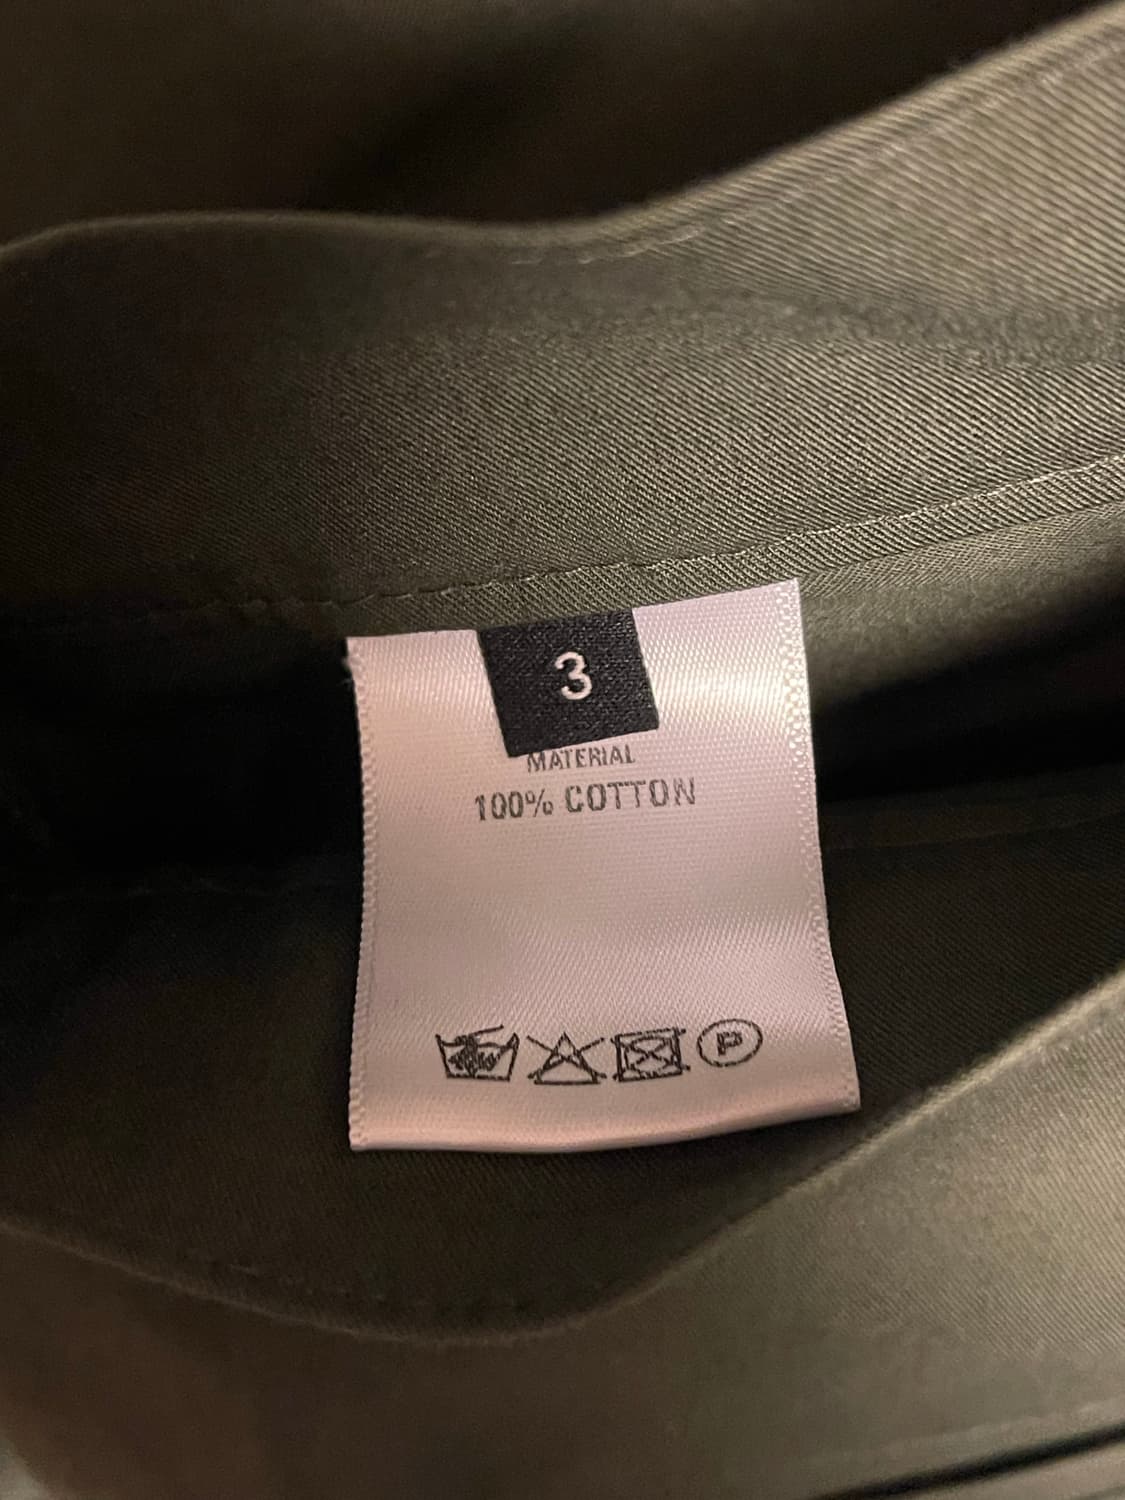 3
MATERIAL
100% COTTON
P